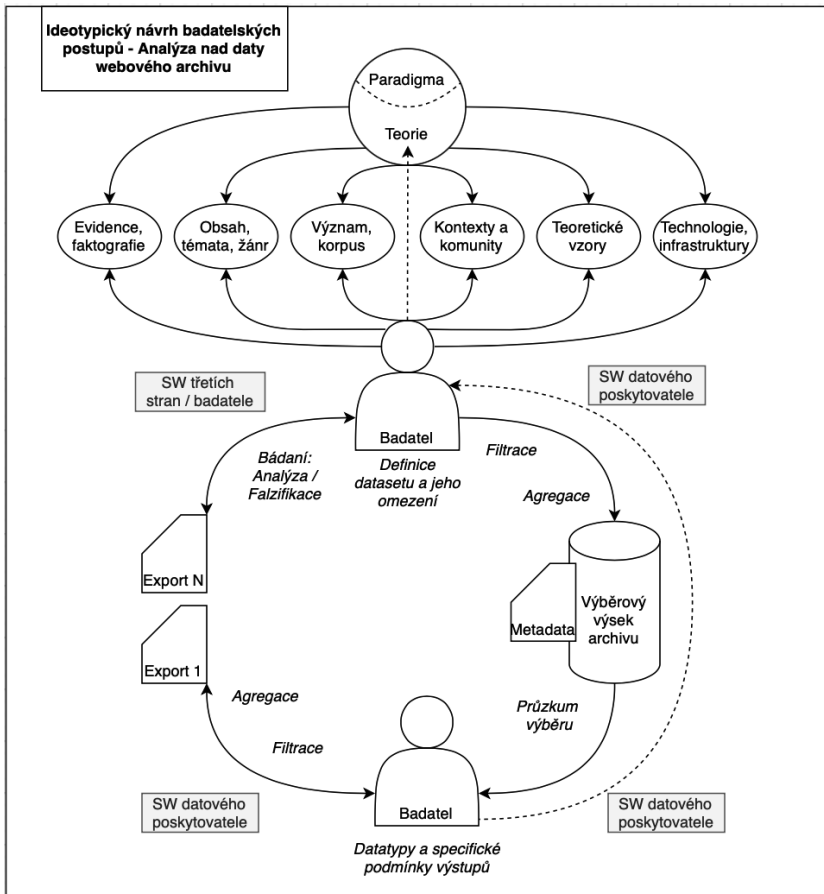 Ideotypický návrh badatelských
postupů - Analýza nad daty
webového archivu
Paradigma
Teorie
Evidence,
faktografie
Obsah,
témata, žánr
Význam,
korpus
Kontexty a
komunity
Teoretické
vzory
Technologie,
infrastruktury
SW třetích
stran / badatele
SW datového
poskytovatele
Badatel
Bádaní:
Analýza /
Falzifikace
Definice
datasetu a jeho
omezení
Filtrace
Agregace
Export N
Metadata
Výběrový
výsek
archivu
Export 1
Agregace
Filtrace
Průzkum
výběru
SW datového
poskytovatele
Badatel
SW datového
poskytovatele
Datatypy a specifické
podmínky výstupů